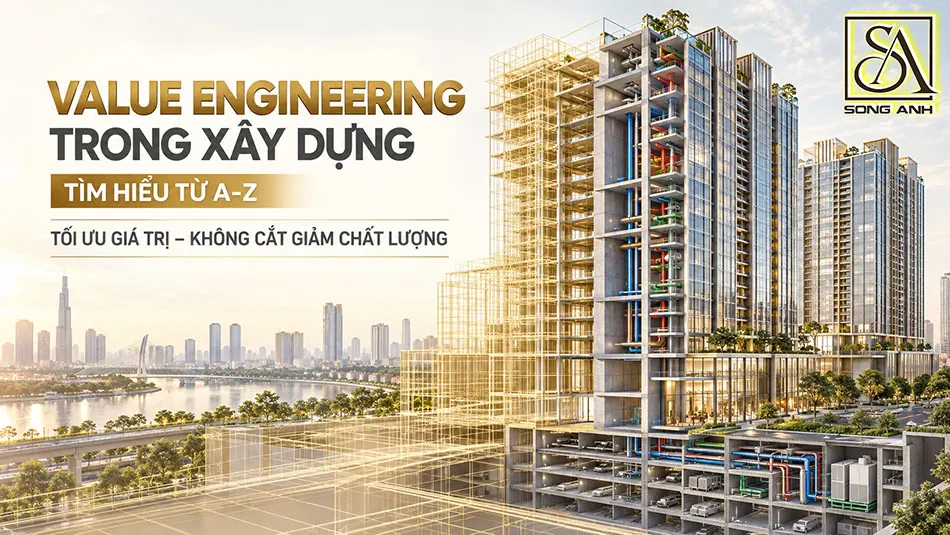 VALUE ENGINEERING
TRONG XÂY DỰNG
TÌM HIỂU TỪ A-Z
TỐI ƯU GIÁ TRỊ – KHÔNG CẮT GIẢM CHẤT LƯỢNG
SA
SONG ANH